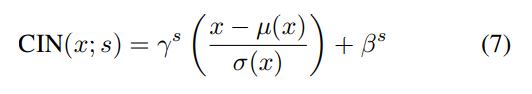 CIN(x; s) = γ^s ( (x − μ(x)) / σ(x) ) + β^s (7)